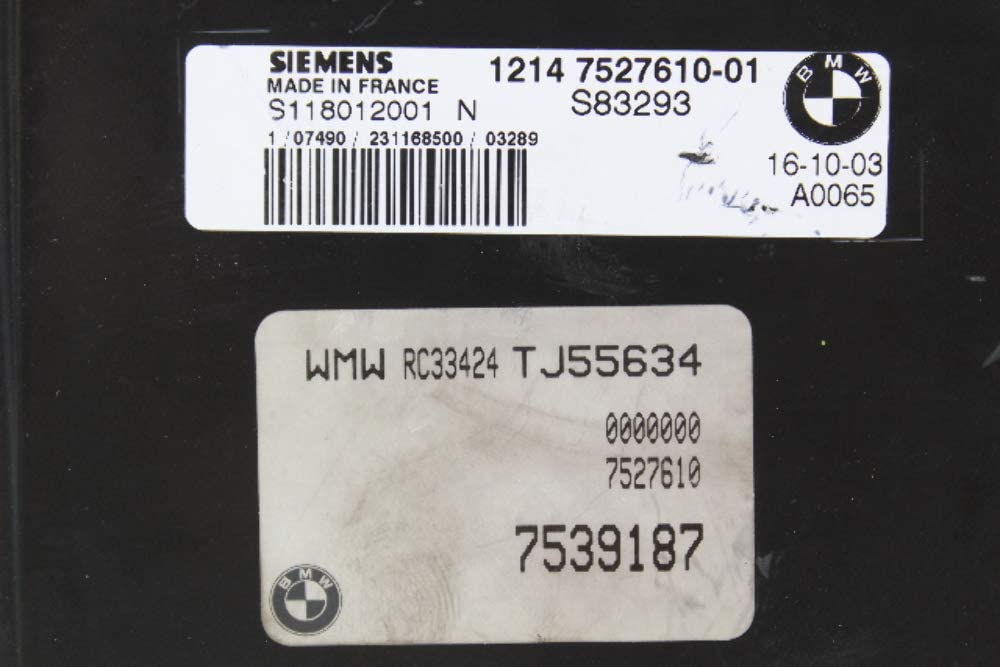 SIEMENS
MADE IN FRANCE
S118012001 N
1 / 07490 / 231168500 / 03289
1214 7527610-01
S83293
BMW
16-10-03
A0065
WMW RC33424 TJ55634
0000000
7527610
7539187
BMW